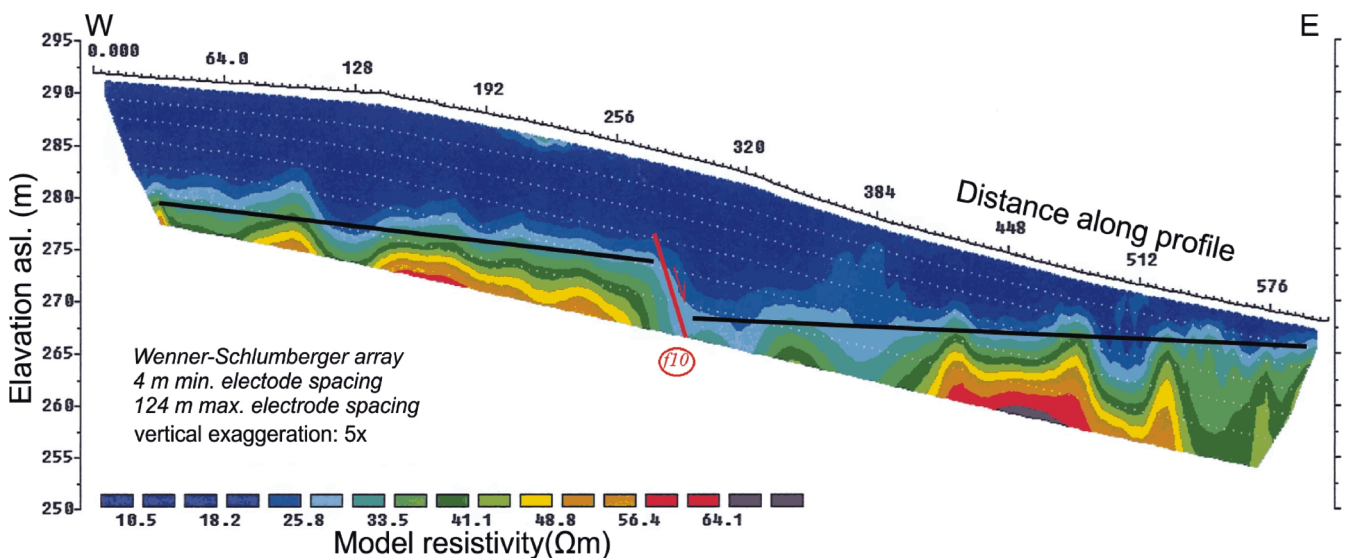 W
E
295
290
285
280
275
270
265
260
255
250
Elavation asl. (m)
0.000
64.0
128
192
256
320
384
448
512
576
Distance along profile
f10
Wenner-Schlumberger array
4 m min. electode spacing
124 m max. electrode spacing
vertical exaggeration: 5x
10.5 18.2 25.8 33.5 41.1 48.8 56.4 64.1
Model resistivity(Ωm)